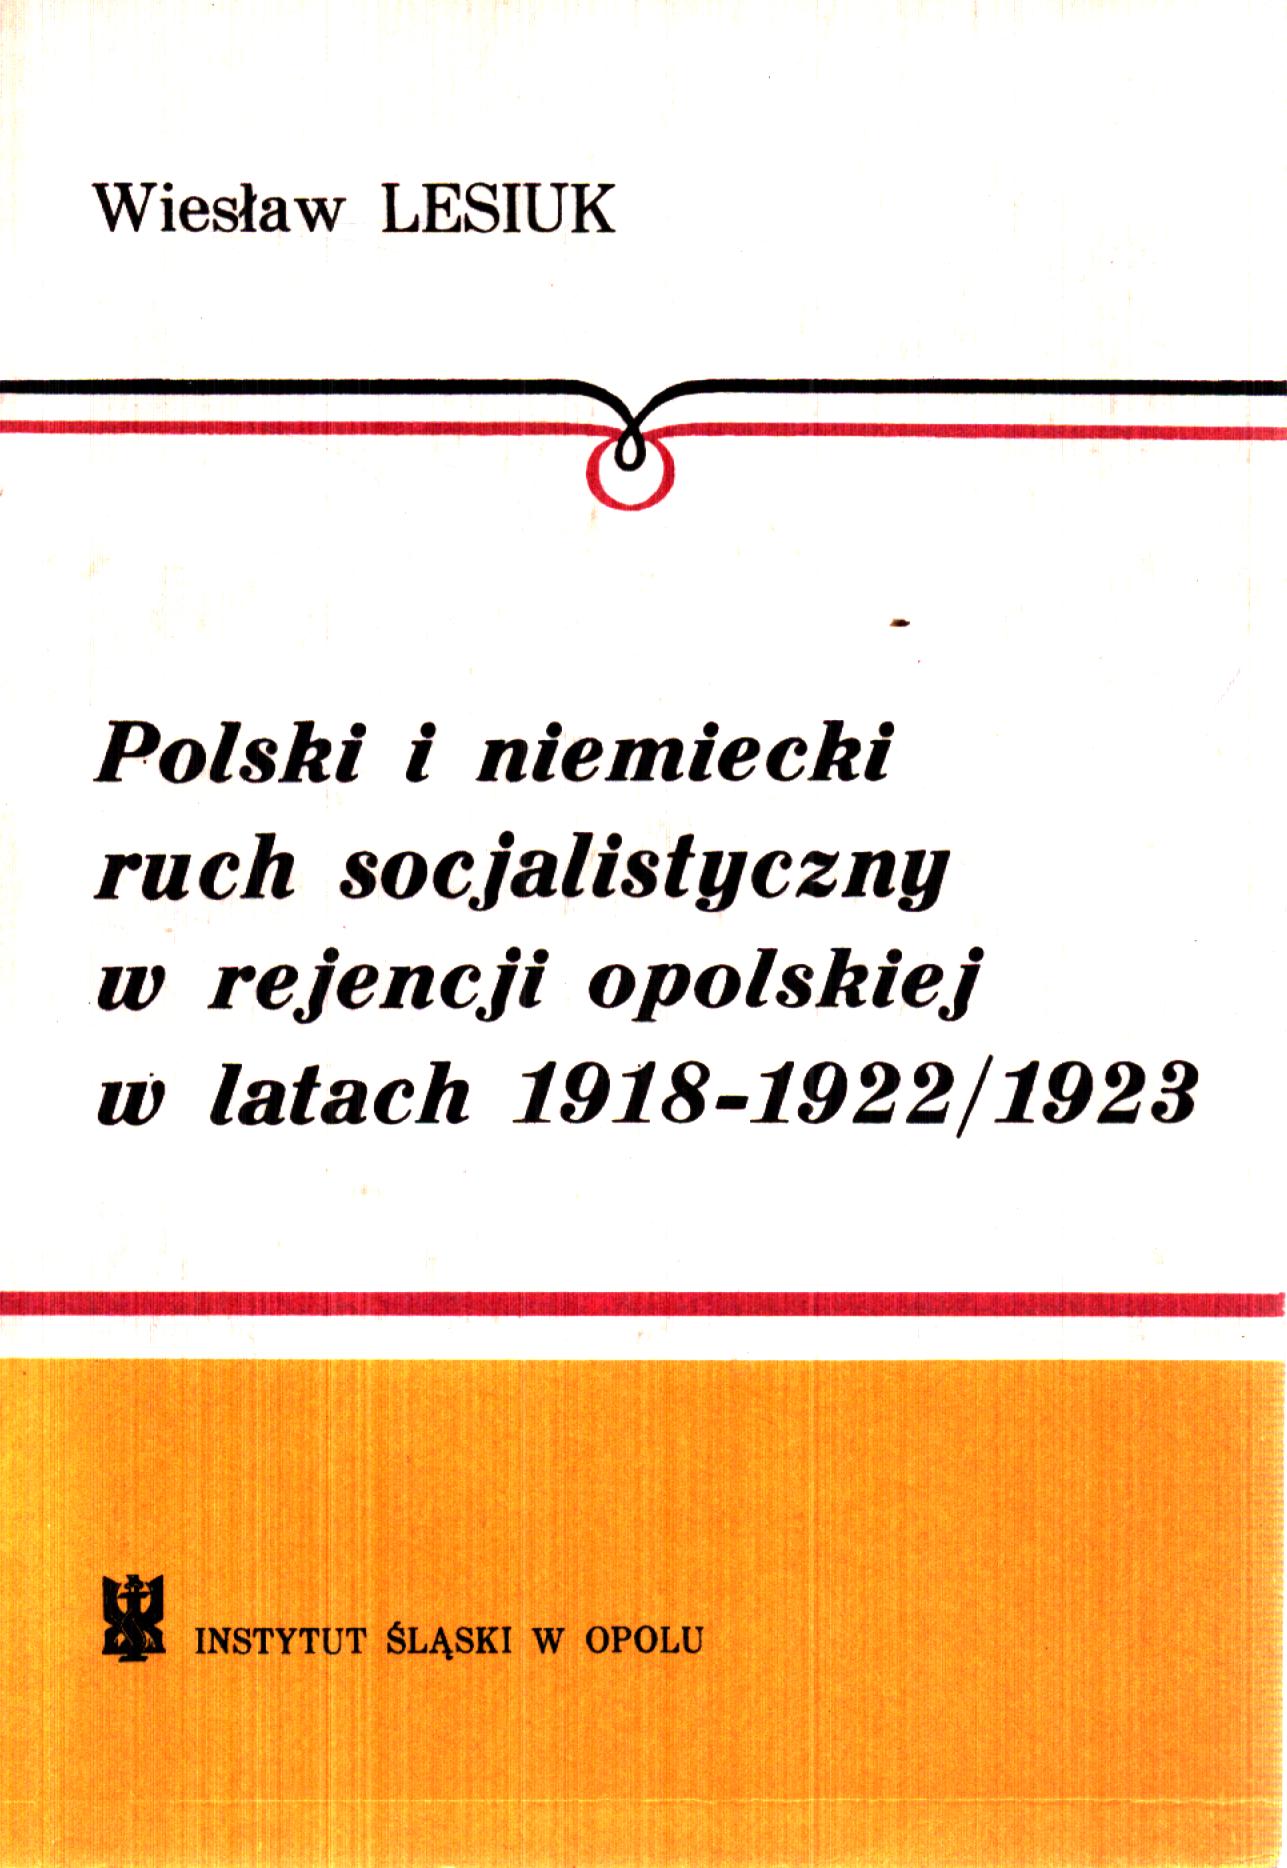 Wiesław LESIUK
Polski i niemiecki
ruch socjalistyczny
w rejencji opolskiej
w latach 1918-1922/1923
INSTYTUT ŚLĄSKI W OPOLU